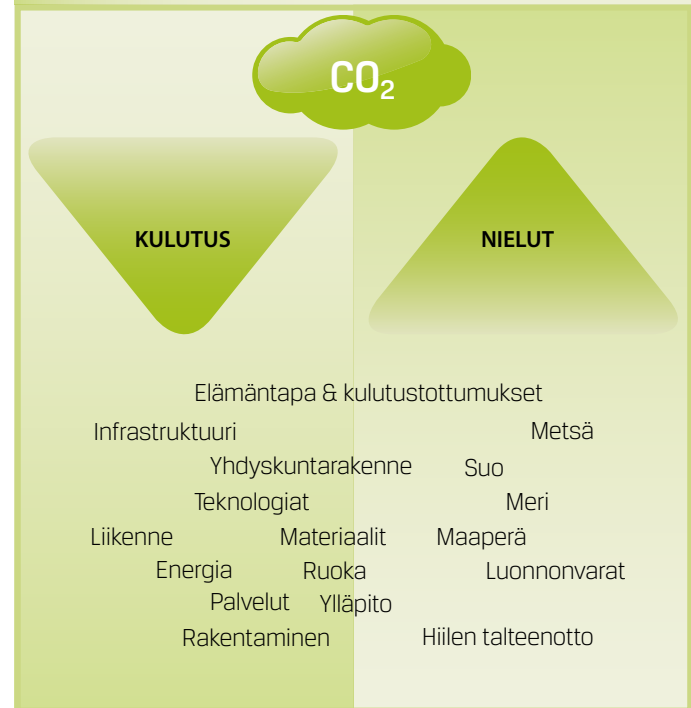 CO₂
KULUTUS NIELUT
Elämäntapa & kulutustottumukset
Infrastruktuuri Metsä
Yhdyskuntarakenne Suo
Teknologiat Meri
Liikenne Materiaalit Maaperä
Energia Ruoka Luonnonvarat
Palvelut Ylläpito
Rakentaminen Hiilen talteenotto